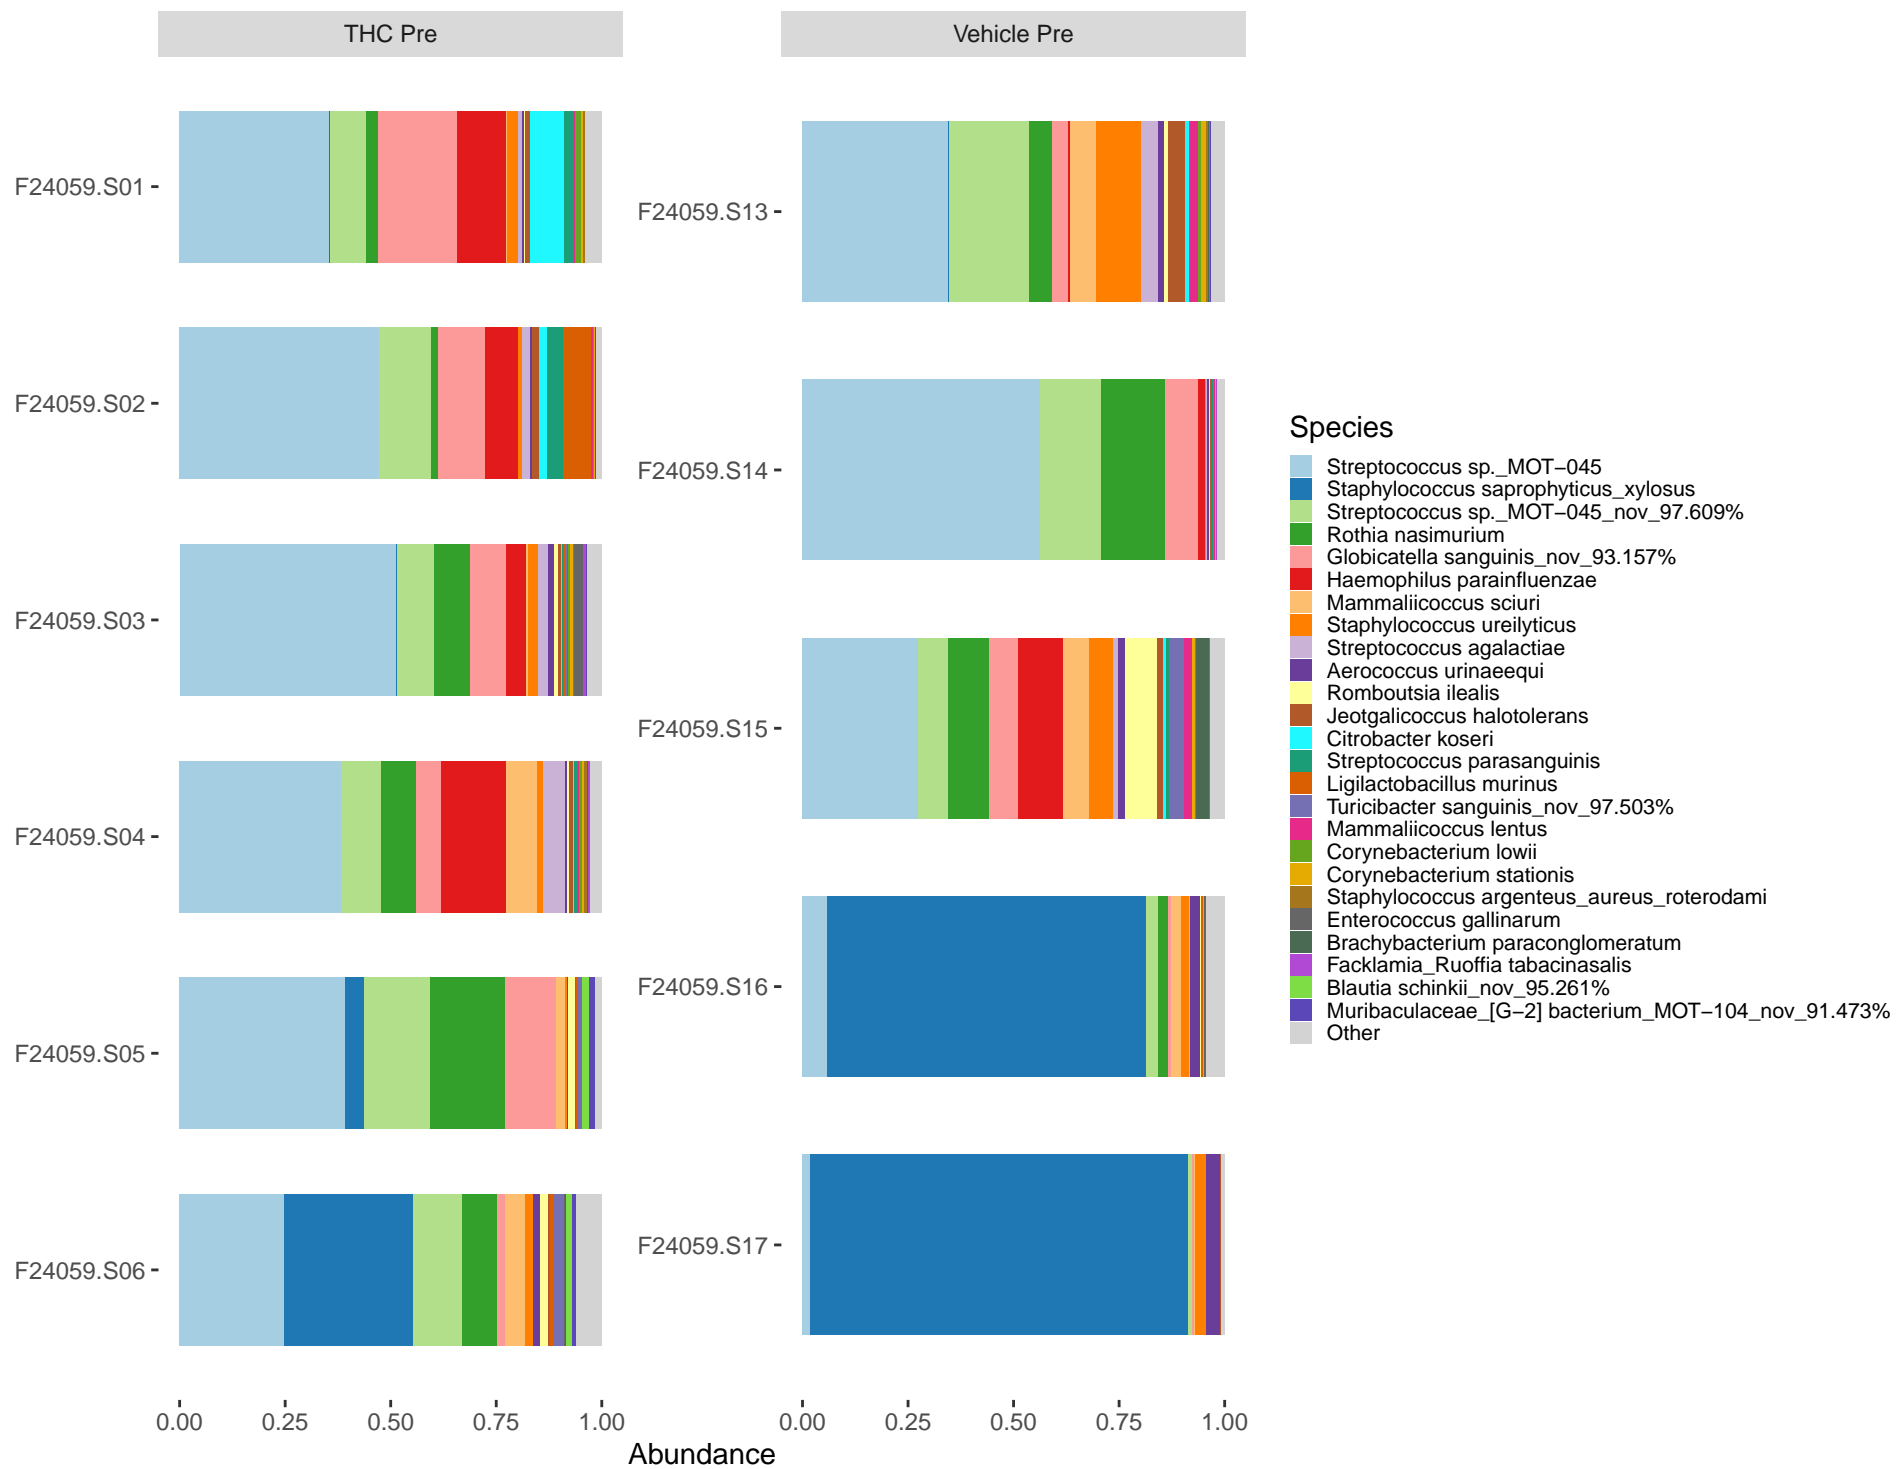 THC Pre
Vehicle Pre
F24059.S01
F24059.S02
F24059.S03
F24059.S04
F24059.S05
F24059.S06
F24059.S13
F24059.S14
F24059.S15
F24059.S16
F24059.S17
0.00 0.25 0.50 0.75 1.00
0.00 0.25 0.50 0.75 1.00
Abundance
Species
Streptococcus sp._MOT−045
Staphylococcus saprophyticus_xylosus
Streptococcus sp._MOT−045_nov_97.609%
Rothia nasimurium
Globicatella sanguinis_nov_93.157%
Haemophilus parainfluenzae
Mammaliicoccus sciuri
Staphylococcus ureilyticus
Streptococcus agalactiae
Aerococcus urinaeequi
Romboutsia ilealis
Jeotgalicoccus halotolerans
Citrobacter koseri
Streptococcus parasanguinis
Ligilactobacillus murinus
Turicibacter sanguinis_nov_97.503%
Mammaliicoccus lentus
Corynebacterium lowii
Corynebacterium stationis
Staphylococcus argenteus_aureus_roterodami
Enterococcus gallinarum
Brachybacterium paraconglomeratum
Facklamia_Ruoffia tabacinasalis
Blautia schinkii_nov_95.261%
Muribaculaceae_[G−2] bacterium_MOT−104_nov_91.473%
Other